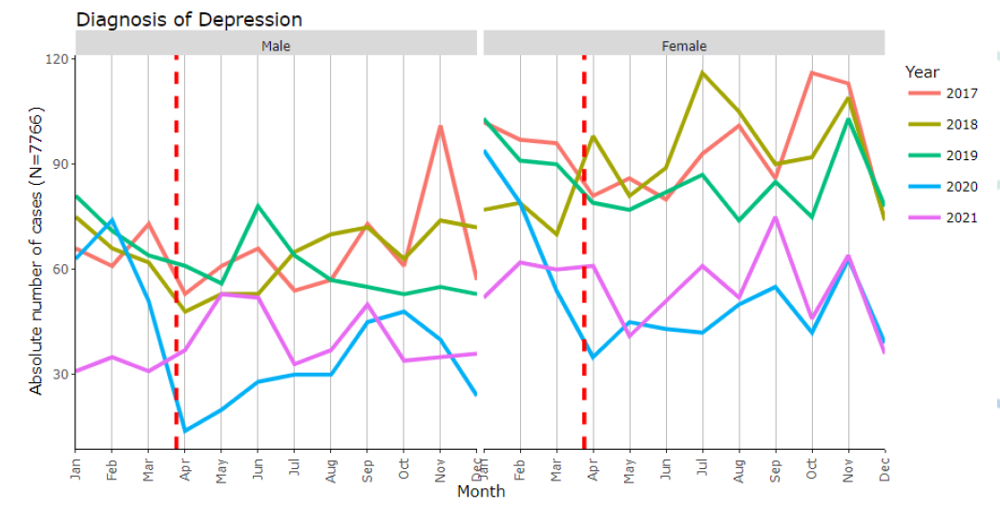 Diagnosis of Depression
Male
Female
Absolute number of cases (N=7766)
120
90
60
30
Jan
Feb
Mar
Apr
May
Jun
Jul
Aug
Sep
Oct
Nov
Dec
Jan
Feb
Mar
Apr
May
Jun
Jul
Aug
Sep
Oct
Nov
Dec
Month
Year
2017
2018
2019
2020
2021